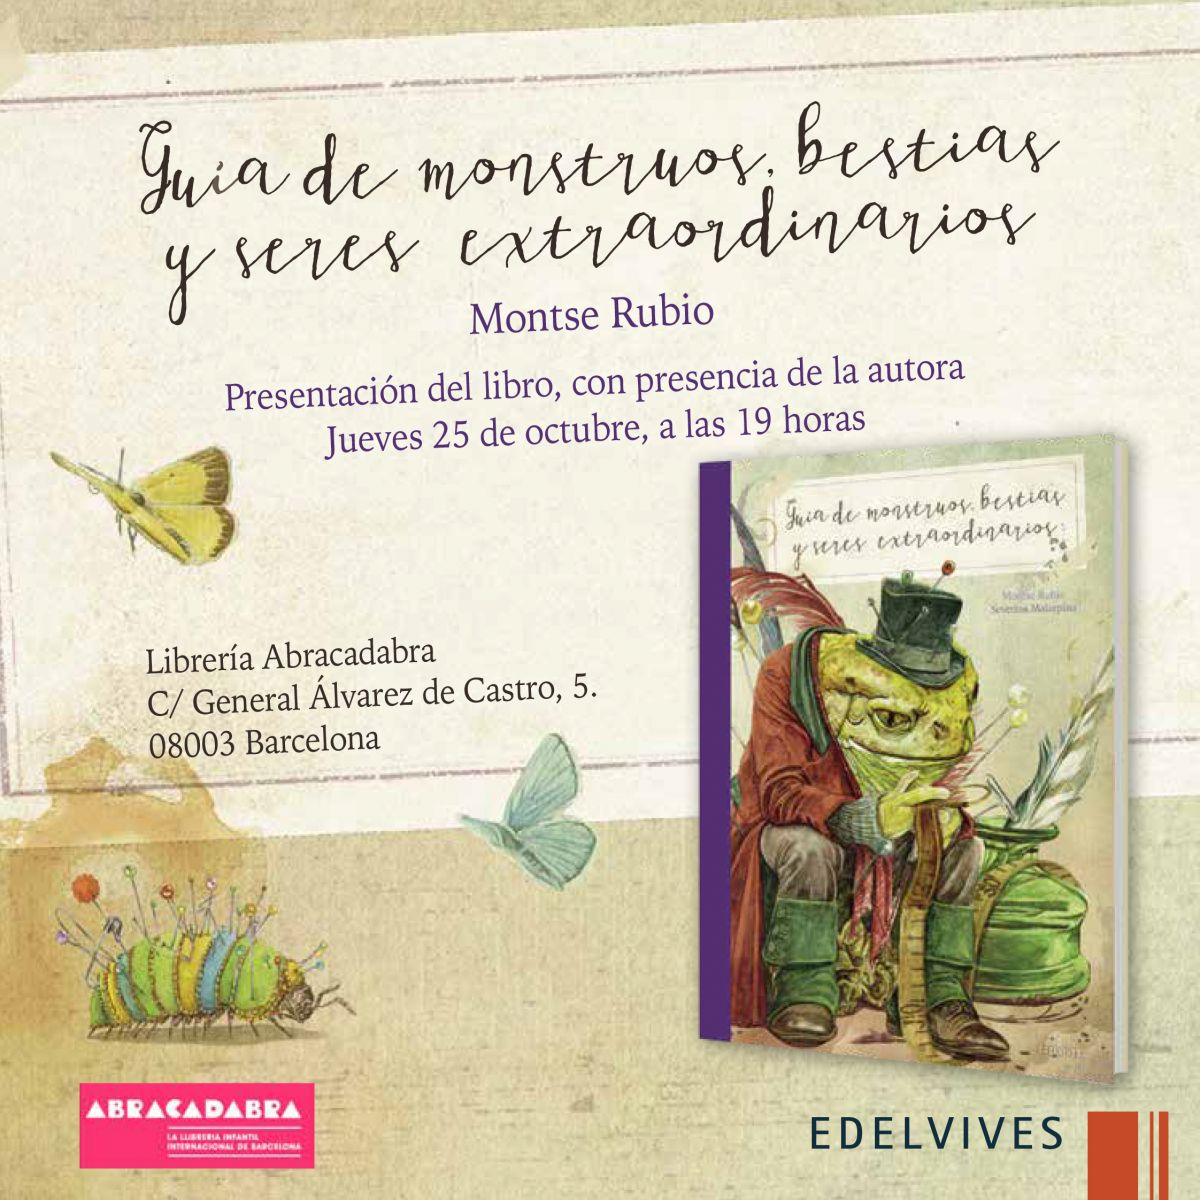 Guía de monstruos, bestias
y seres extraordinarios
Montse Rubio
Presentación del libro, con presencia de la autora
Jueves 25 de octubre, a las 19 horas
Guía de monstruos, bestias
y seres extraordinarios
Montse Rubio
Severino Malaspina
Librería Abracadabra
C/ General Álvarez de Castro, 5.
08003 Barcelona
ABRACADABRA
LA LLIBRERIA INFANTIL
INTERNACIONAL DE BARCELONA
EDELVIVES